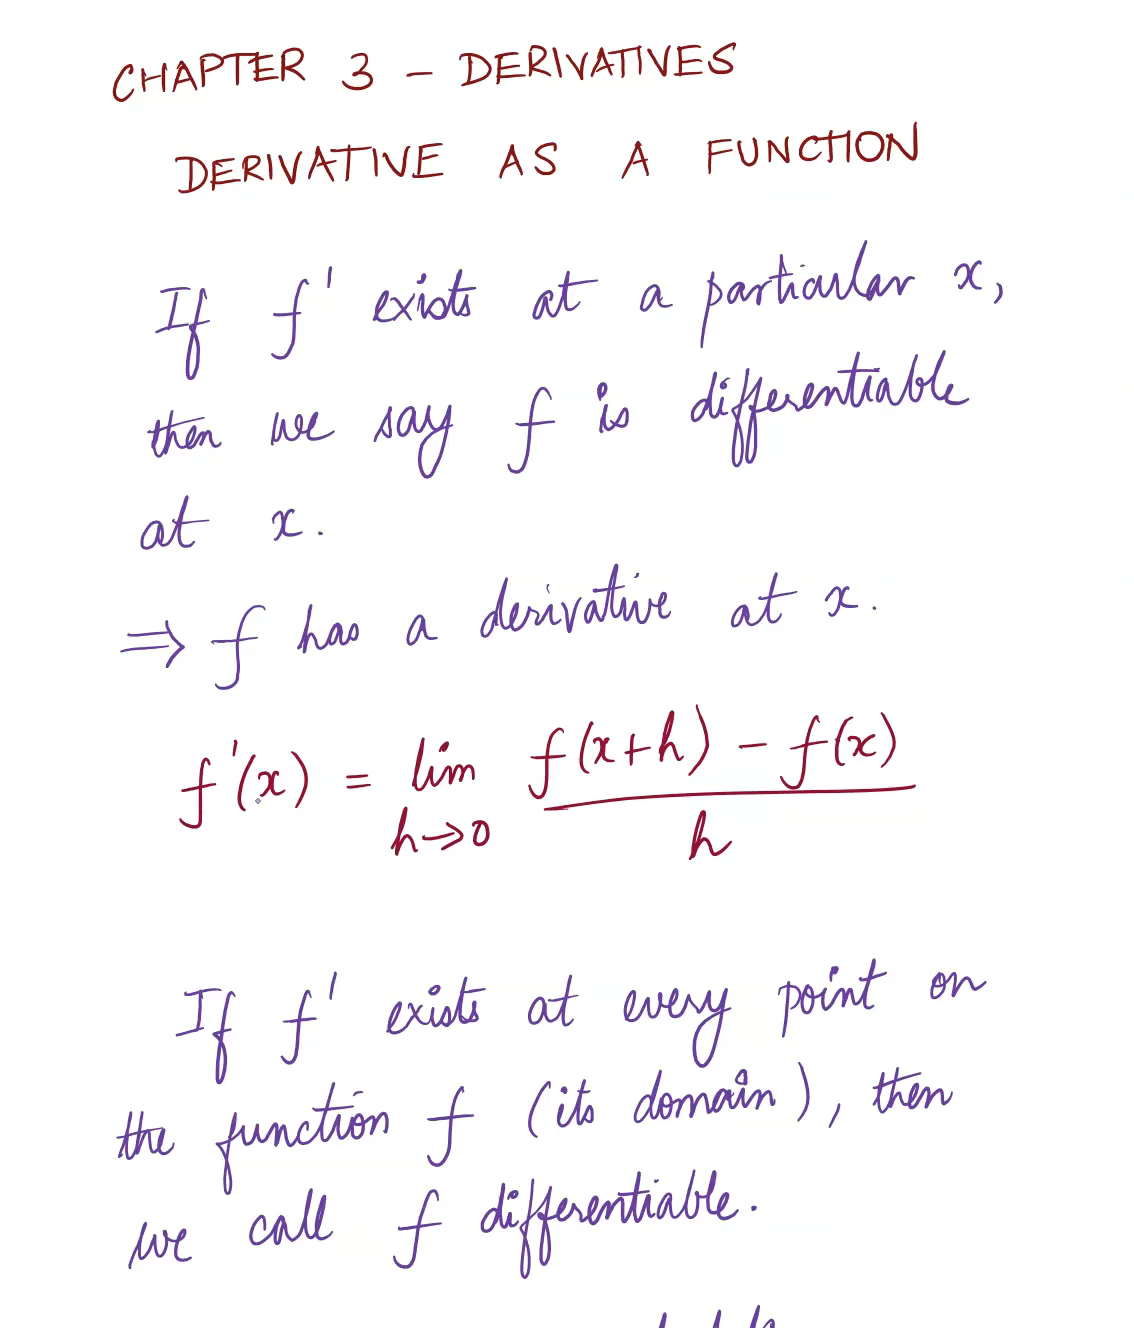 CHAPTER 3 - DERIVATIVES
DERIVATIVE AS A FUNCTION
If f' exists at a particular x,
then we say f is differentiable
at x.
⇒ f has a derivative at x.
f'(x) = lim f(x+h) - f(x)
h→0 h
If f' exists at every point on
the function f (its domain), then
we call f differentiable.